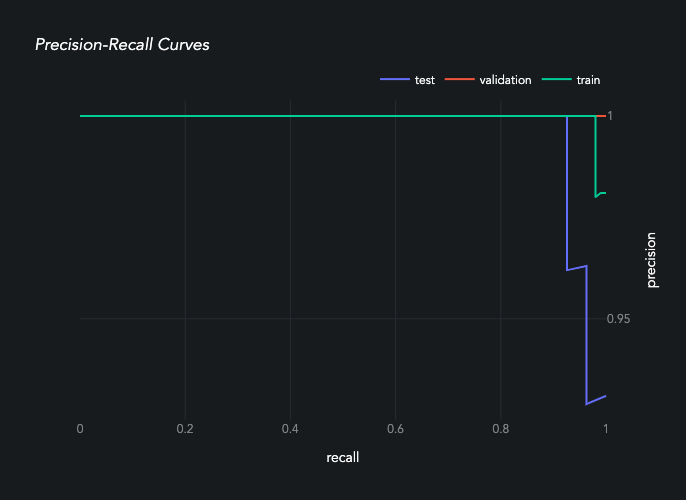 Precision-Recall Curves
test validation train
1
0.95
precision
0 0.2 0.4 0.6 0.8 1
recall